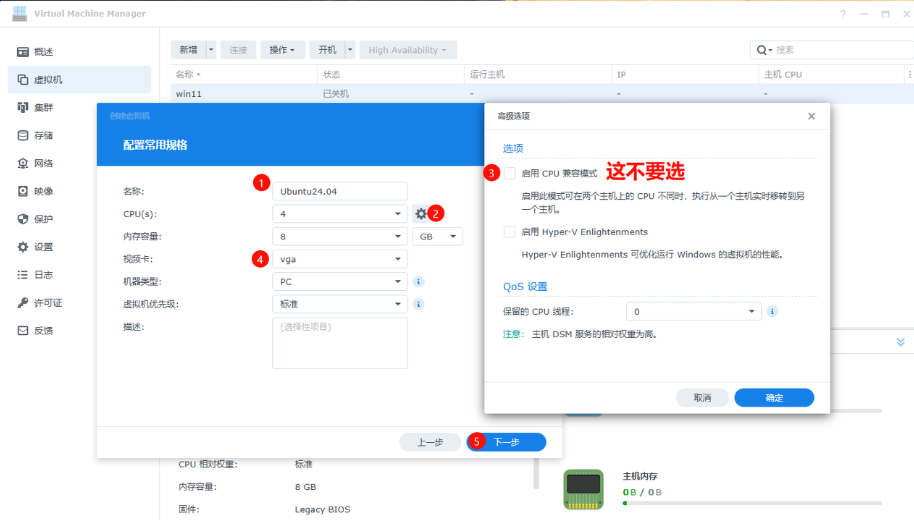 Virtual Machine Manager
概述
虚拟机
集群
存储
网络
映像
保护
设置
日志
许可证
反馈
新增 连接 操作 开机 High Availability 搜索
名称 状态 运行主机 IP 主机 CPU
win11 已关机 - - -
创建虚拟机
配置常用规格
1
名称: Ubuntu24.04
CPU(s): 4 2
内存容量: 8 GB
4
视频卡: vga
机器类型: PC
虚拟机优先级: 标准
描述: (选择性项目)
上一步 5 下一步
高级选项
选项
3 启用 CPU 兼容模式 这不要选
启用此模式可在两个主机上的 CPU 不同时，执行从一个主机实时移转到另
一个主机。
启用 Hyper-V Enlightenments
Hyper-V Enlightenments 可优化运行 Windows 的虚拟机的性能。
QoS 设置
保留的 CPU 线程: 0
注意: 主机 DSM 服务的相对权重为高。
取消 确定
CPU 相对权重: 标准
内存容量: 8 GB
固件: Legacy BIOS
主机内存
0 B / 0 B